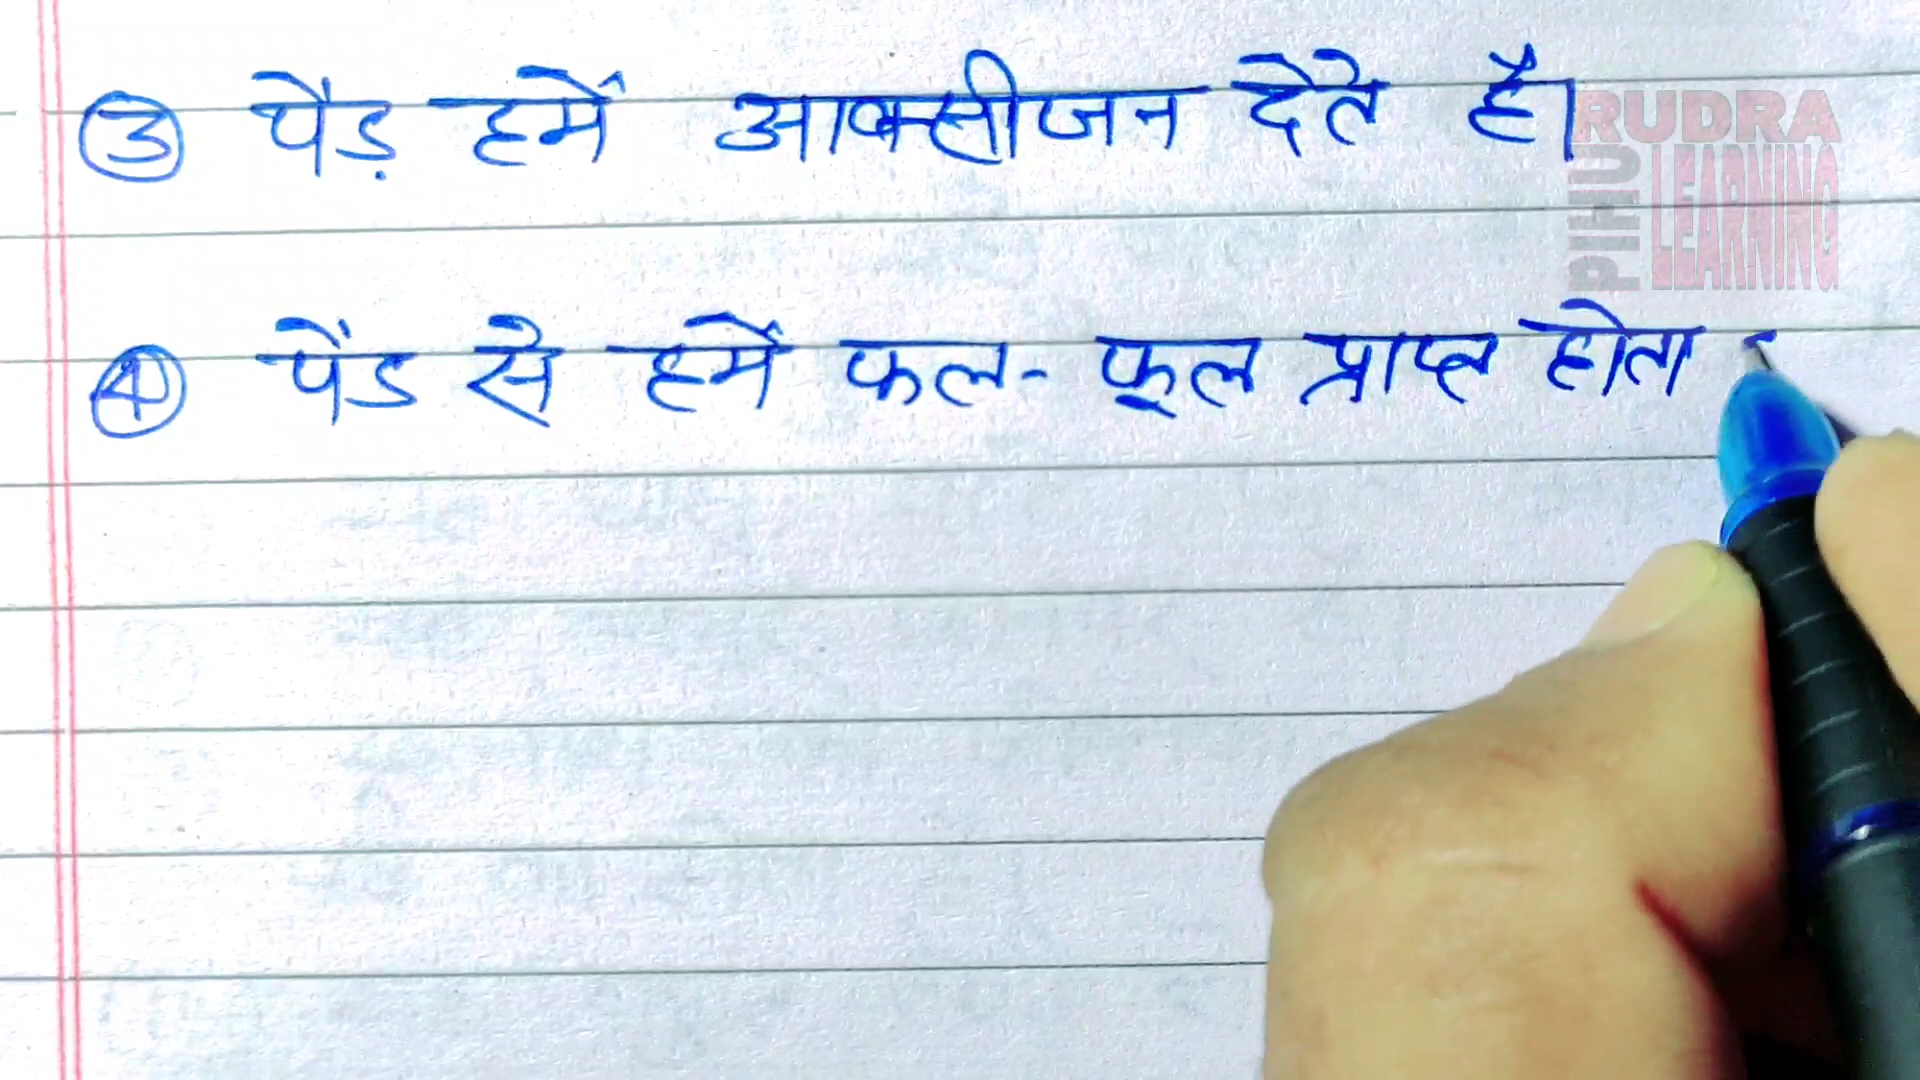 ③ पैड़ हमें आक्सीजन देते है।
④ पेंड से हमें फल- फूल प्राप्त होता
RUDRA
PIHU LEARNING